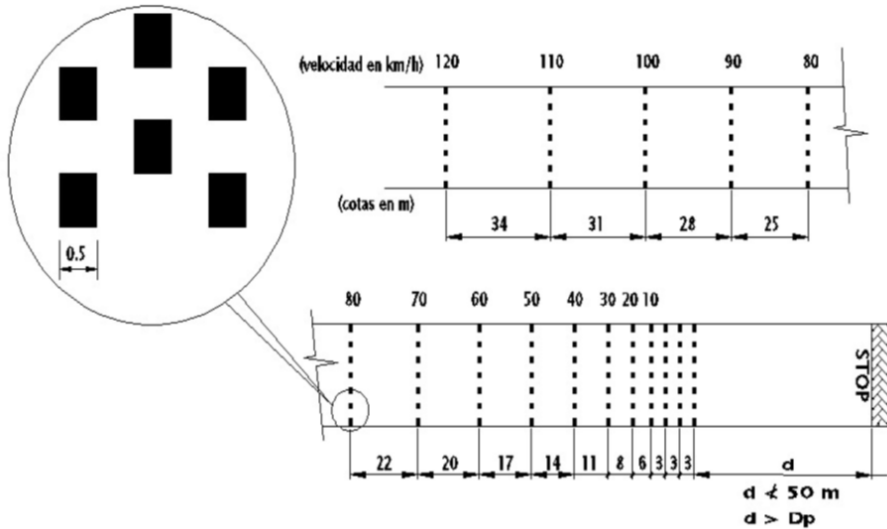 (velocidad en km/h) 120 110 100 90 80
(cotas en m)
34 31 28 25
0.5
80 70 60 50 40 30 20 10
STOP
22 20 17 14 11 8 6 3 3 3 d
d ≮ 50 m
d > Dp